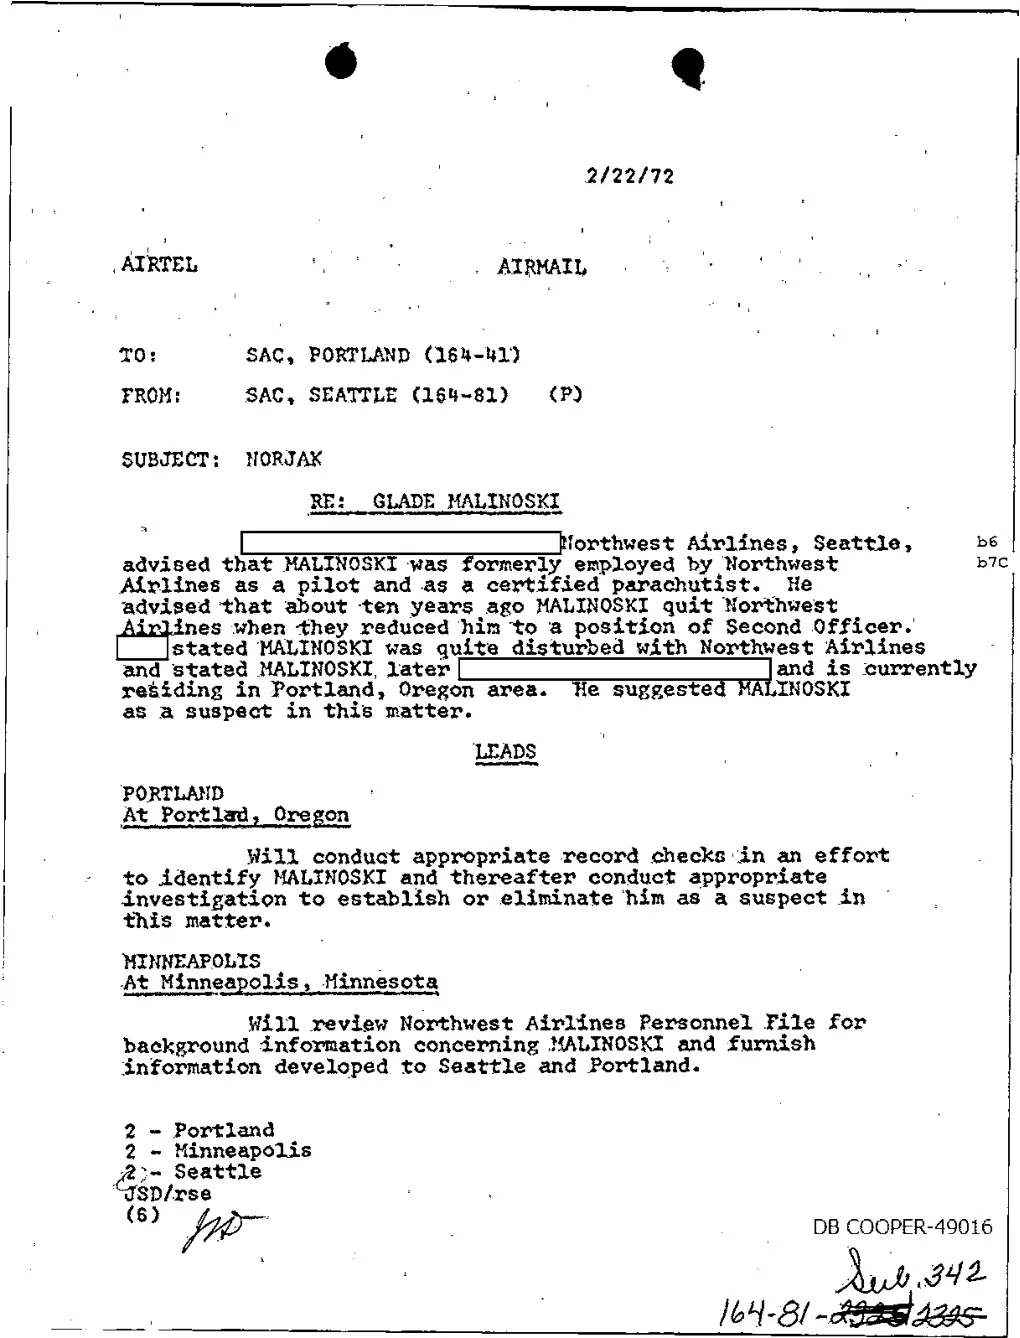 2/22/72
AIRTEL AIRMAIL
TO: SAC, PORTLAND (164-41)
FROM: SAC, SEATTLE (164-81) (P)
SUBJECT: NORJAK
RE: GLADE MALINOSKI
Northwest Airlines, Seattle, b6
advised that MALINOSKI was formerly employed by Northwest b7C
Airlines as a pilot and as a certified parachutist. He
advised that about ten years ago MALINOSKI quit Northwest
Airlines when they reduced him to a position of Second Officer.
stated MALINOSKI was quite disturbed with Northwest Airlines
and stated MALINOSKI later and is currently
residing in Portland, Oregon area. He suggested MALINOSKI
as a suspect in this matter.
LEADS
PORTLAND
At Portlad, Oregon
Will conduct appropriate record checks in an effort
to identify MALINOSKI and thereafter conduct appropriate
investigation to establish or eliminate him as a suspect in
this matter.
MINNEAPOLIS
At Minneapolis, Minnesota
Will review Northwest Airlines Personnel File for
background information concerning MALINOSKI and furnish
information developed to Seattle and Portland.
2 - Portland
2 - Minneapolis
2 - Seattle
JSD/rse
(6) JSD
DB COOPER-49016
Sub. 342
164-81-2325